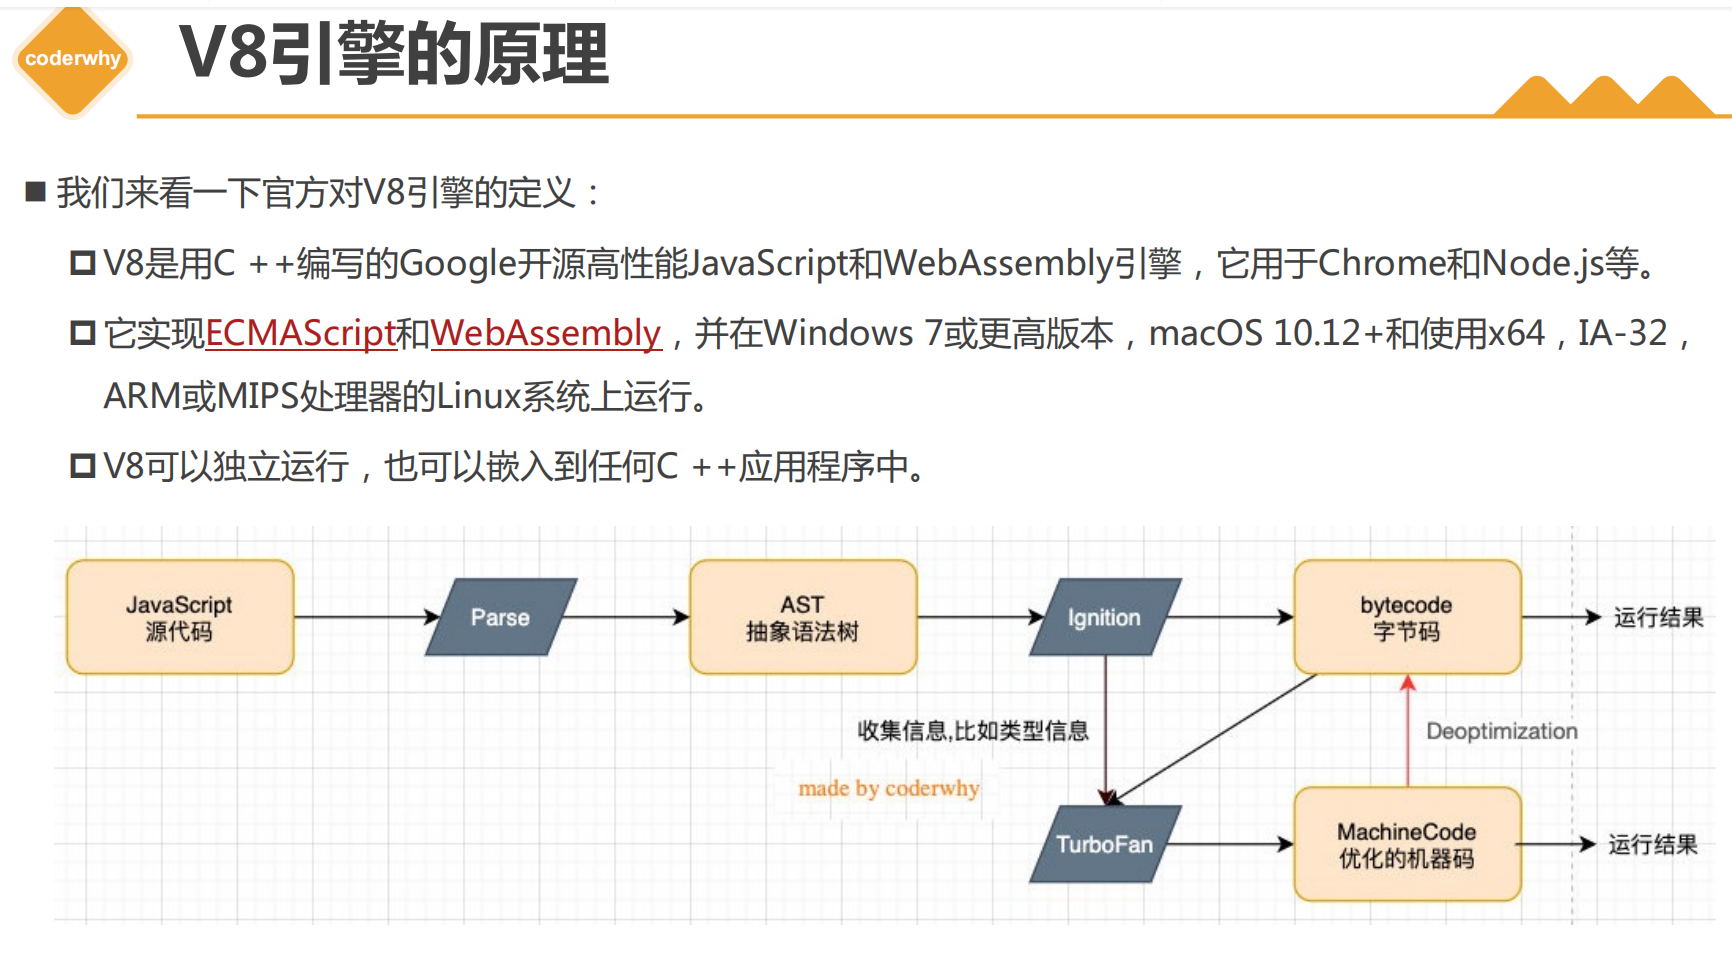 coderwhy
V8引擎的原理
我们来看一下官方对V8引擎的定义：
V8是用C ++编写的Google开源高性能JavaScript和WebAssembly引擎，它用于Chrome和Node.js等。
它实现ECMAScript和WebAssembly，并在Windows 7或更高版本，macOS 10.12+和使用x64，IA-32，
ARM或MIPS处理器的Linux系统上运行。
V8可以独立运行，也可以嵌入到任何C ++应用程序中。
JavaScript
源代码
Parse
AST
抽象语法树
Ignition
bytecode
字节码
运行结果
收集信息,比如类型信息
Deoptimization
made by coderwhy
TurboFan
MachineCode
优化的机器码
运行结果